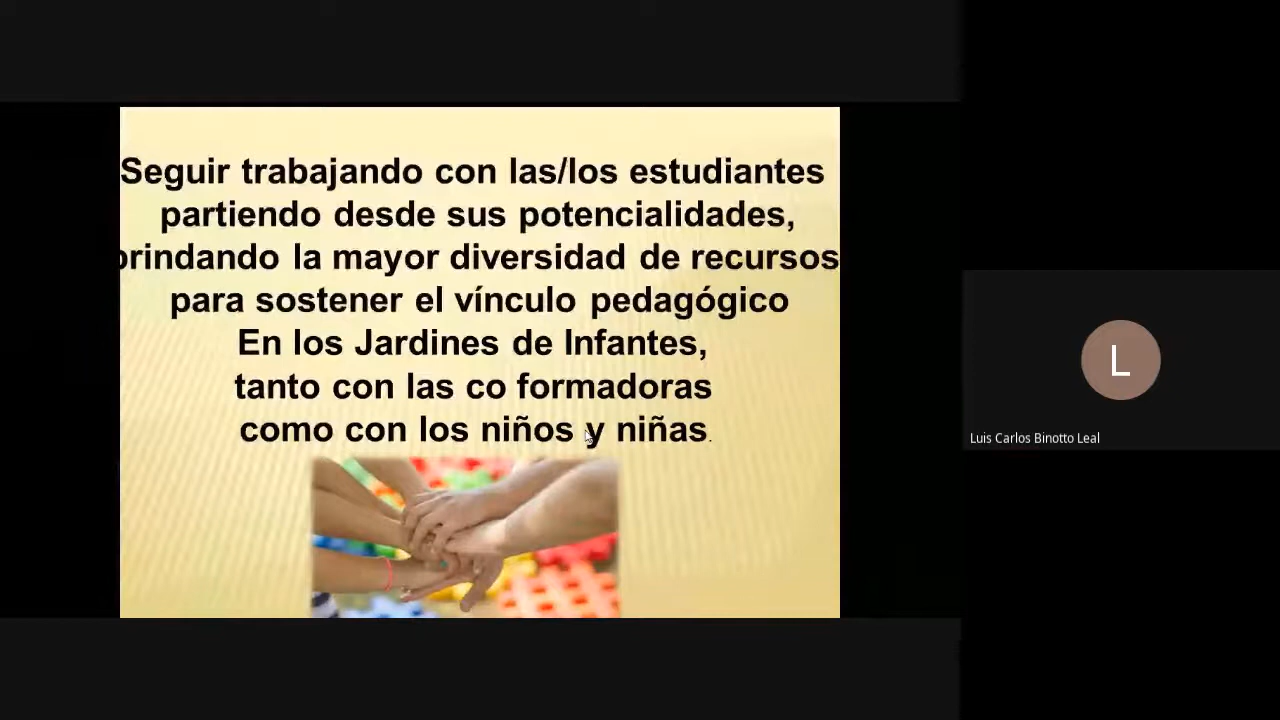 Seguir trabajando con las/los estudiantes
partiendo desde sus potencialidades,
brindando la mayor diversidad de recursos
para sostener el vínculo pedagógico
En los Jardines de Infantes,
tanto con las co formadoras
como con los niños y niñas.
L
Luis Carlos Binotto Leal